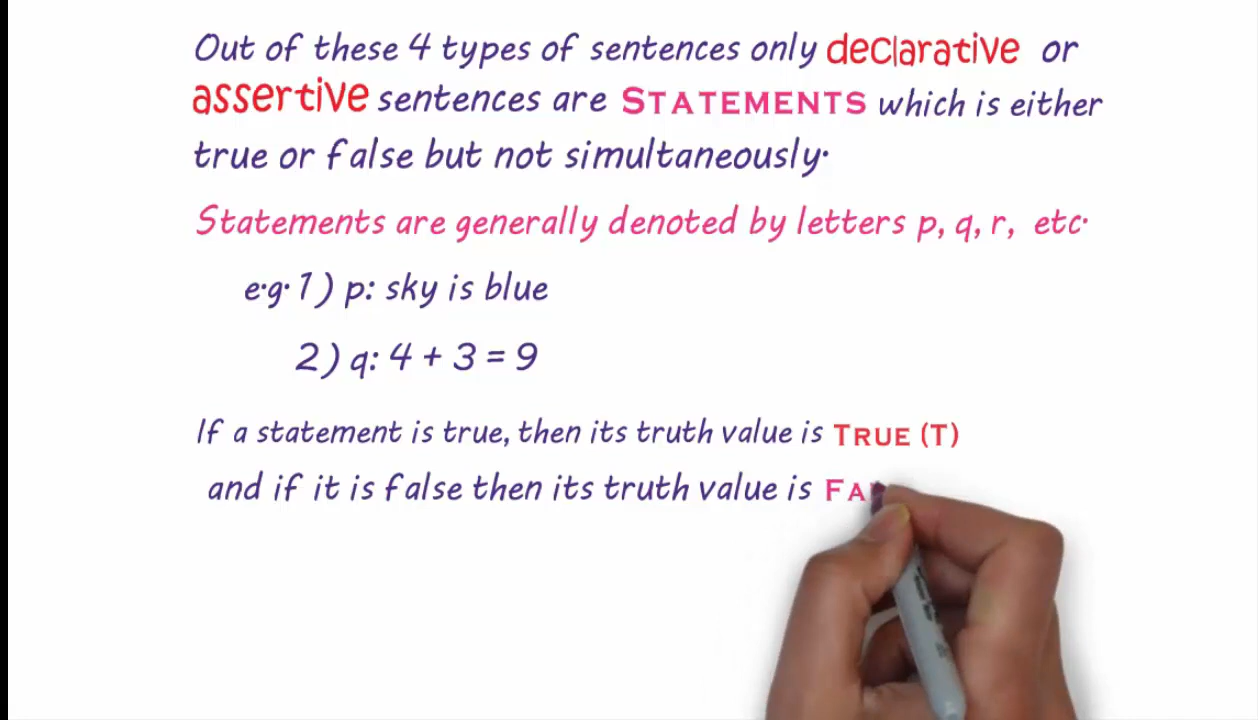 Out of these 4 types of sentences only declarative or
assertive sentences are STATEMENTS which is either
true or false but not simultaneously.
Statements are generally denoted by letters p, q, r, etc.
e.g. 1) p: sky is blue
2) q: 4 + 3 = 9
If a statement is true, then its truth value is TRUE (T)
and if it is false then its truth value is FA